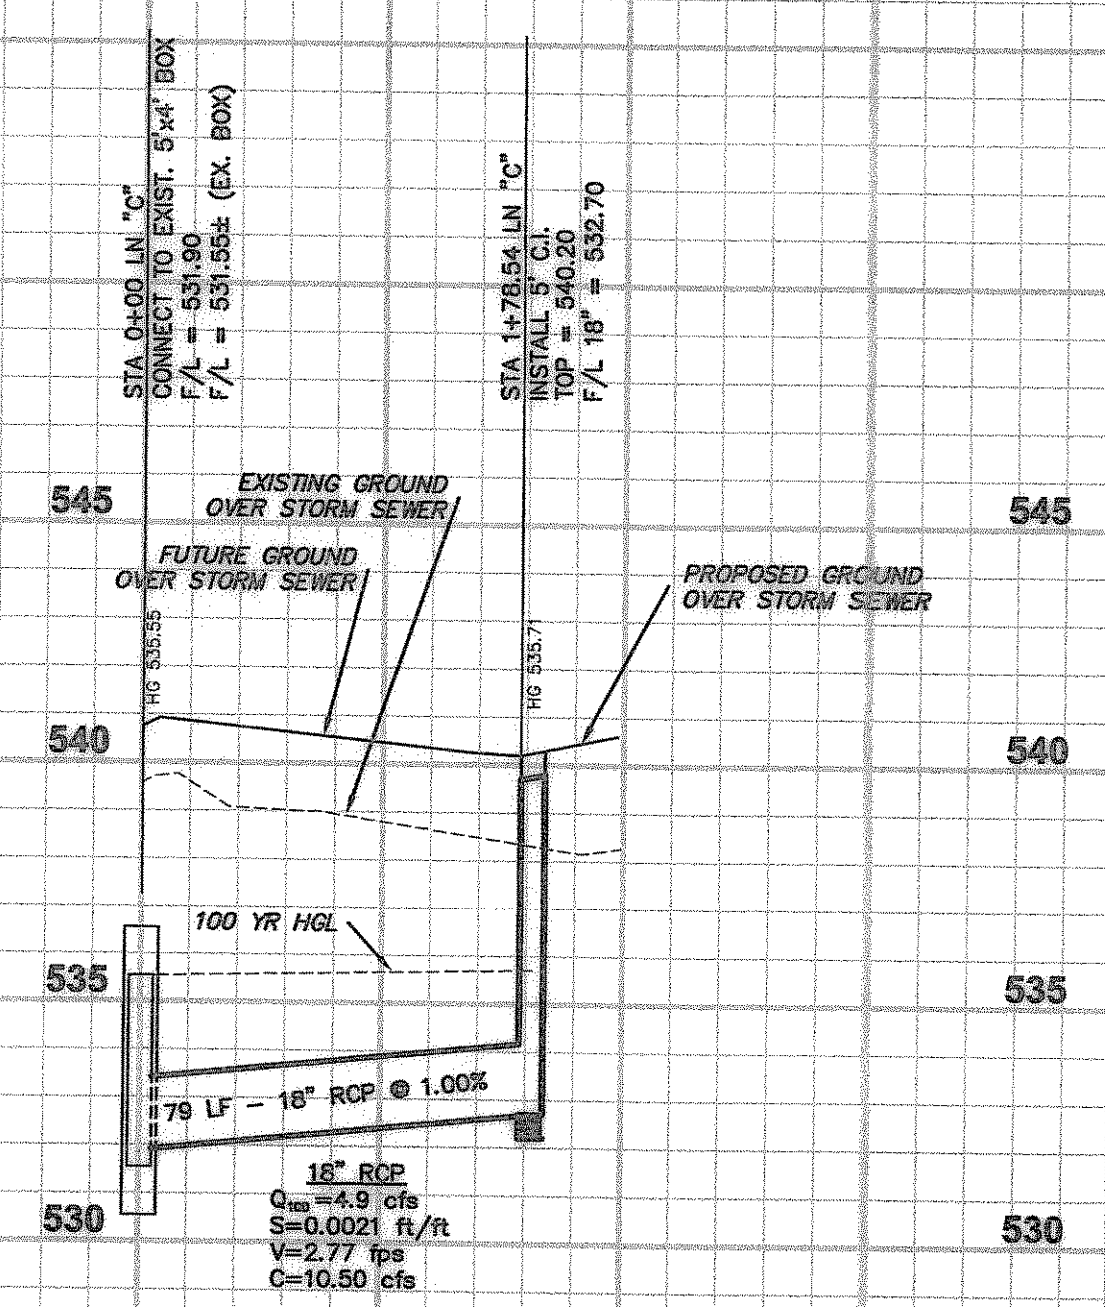 STA 0+00 LN "C"
CONNECT TO EXIST. 5'x4' BOX
F/L = 531.90
F/L = 531.55± (EX. BOX)
STA 1+78.54 LN "C"
INSTALL 5' C.I.
TOP = 540.20
F/L 18" = 532.70
EXISTING GROUND
OVER STORM SEWER
545
545
FUTURE GROUND
OVER STORM SEWER
PROPOSED GROUND
OVER STORM SEWER
HG 535.55
HG 535.71
540
540
100 YR HGL
535
535
79 LF - 18" RCP @ 1.00%
18" RCP
Q100=4.9 cfs
S=0.0021 ft/ft
V=2.77 fps
C=10.50 cfs
530
530